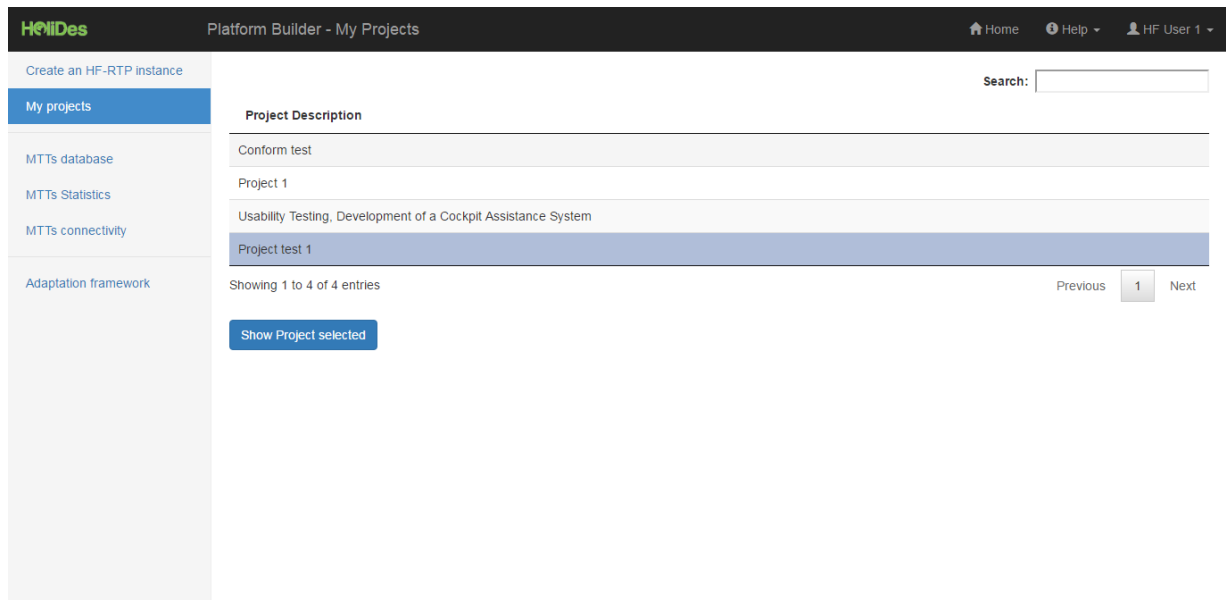 HoliDes Platform Builder - My Projects Home Help HF User 1
Create an HF-RTP instance
My projects
MTTs database
MTTs Statistics
MTTs connectivity
Adaptation framework
Search:
Project Description
Conform test
Project 1
Usability Testing, Development of a Cockpit Assistance System
Project test 1
Showing 1 to 4 of 4 entries Previous 1 Next
Show Project selected